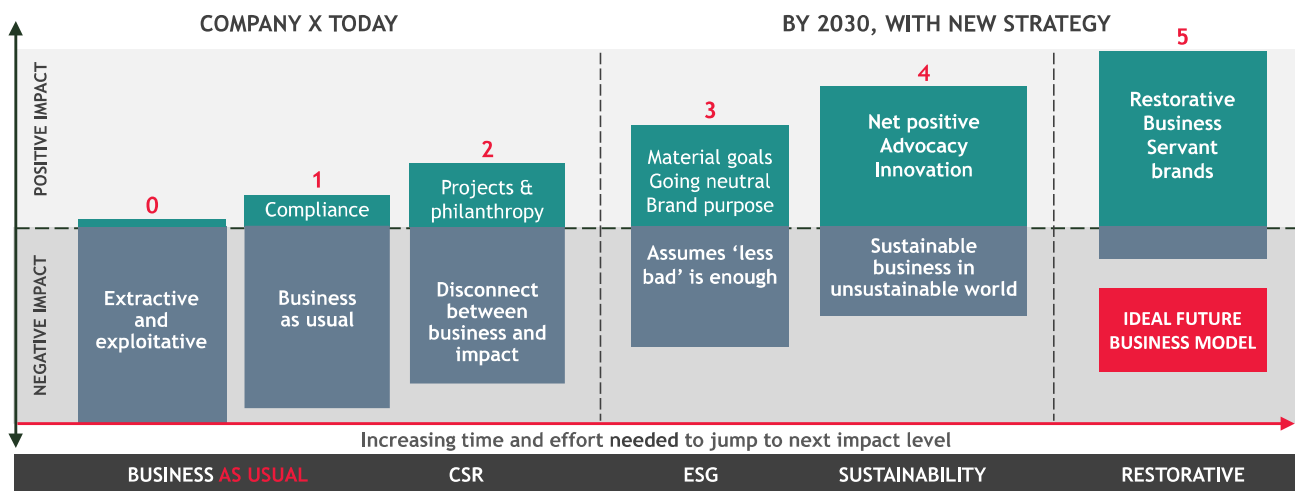 COMPANY X TODAY
BY 2030, WITH NEW STRATEGY
POSITIVE IMPACT
NEGATIVE IMPACT
0
Extractive
and
exploitative
1
Compliance
Business
as usual
2
Projects &
philanthropy
Disconnect
between
business and
impact
3
Material goals
Going neutral
Brand purpose
Assumes ‘less
bad’ is enough
4
Net positive
Advocacy
Innovation
Sustainable
business in
unsustainable world
5
Restorative
Business
Servant
brands
IDEAL FUTURE
BUSINESS MODEL
Increasing time and effort needed to jump to next impact level
BUSINESS AS USUAL
CSR
ESG
SUSTAINABILITY
RESTORATIVE